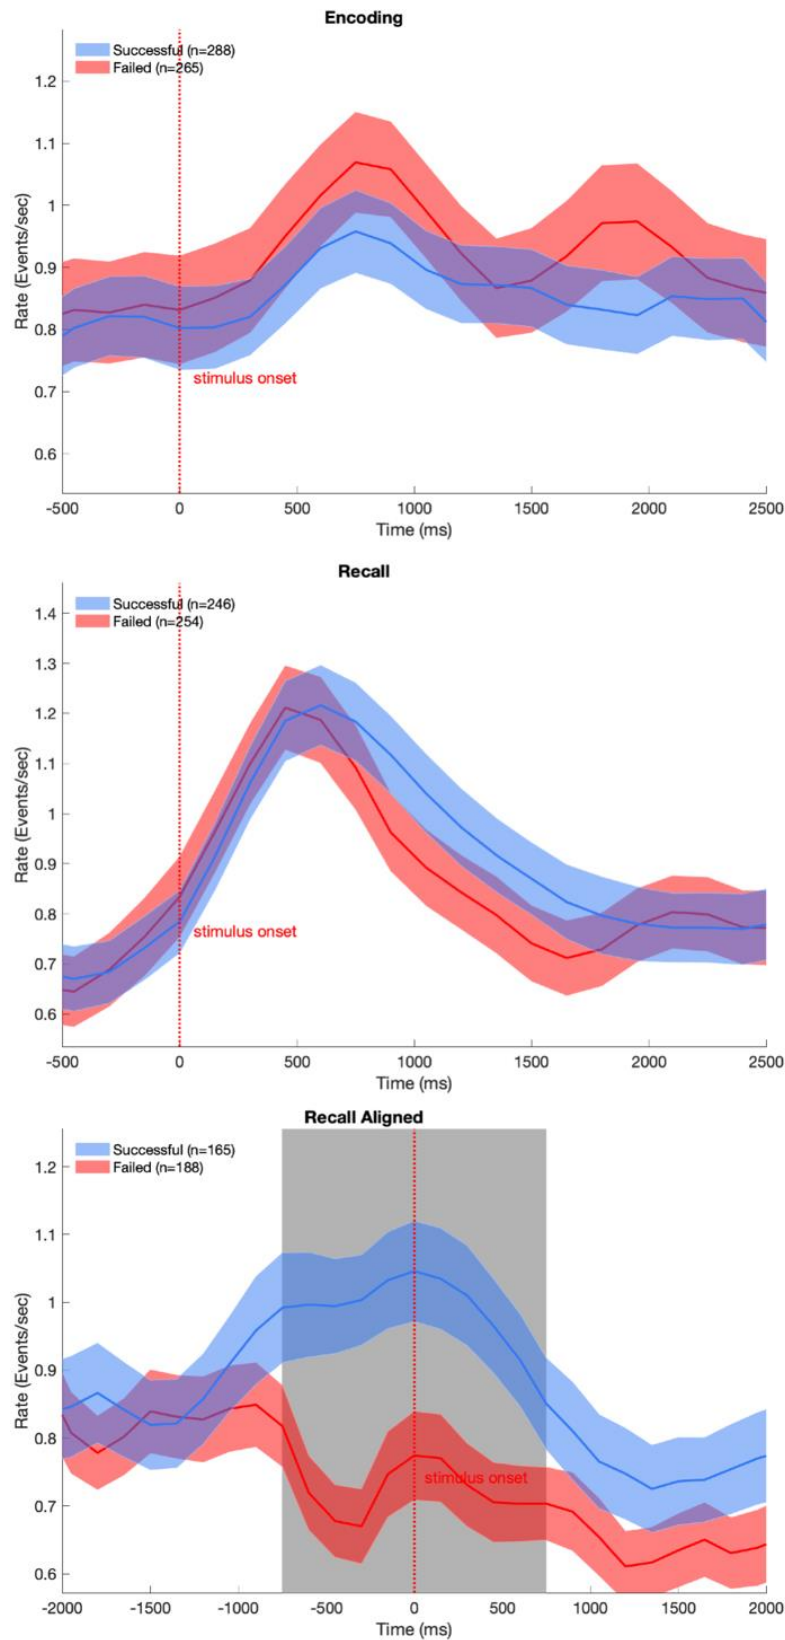 Encoding
Successful (n=288)
Failed (n=265)
1.2
1.1
1
0.9
0.8
0.7
0.6
Rate (Events/sec)
stimulus onset
-500 0 500 1000 1500 2000 2500
Time (ms)
Recall
Successful (n=246)
Failed (n=254)
1.4
1.3
1.2
1.1
1
0.9
0.8
0.7
0.6
Rate (Events/sec)
stimulus onset
-500 0 500 1000 1500 2000 2500
Time (ms)
Recall Aligned
Successful (n=165)
Failed (n=188)
1.2
1.1
1
0.9
0.8
0.7
0.6
Rate (Events/sec)
stimulus onset
-2000 -1500 -1000 -500 0 500 1000 1500 2000
Time (ms)